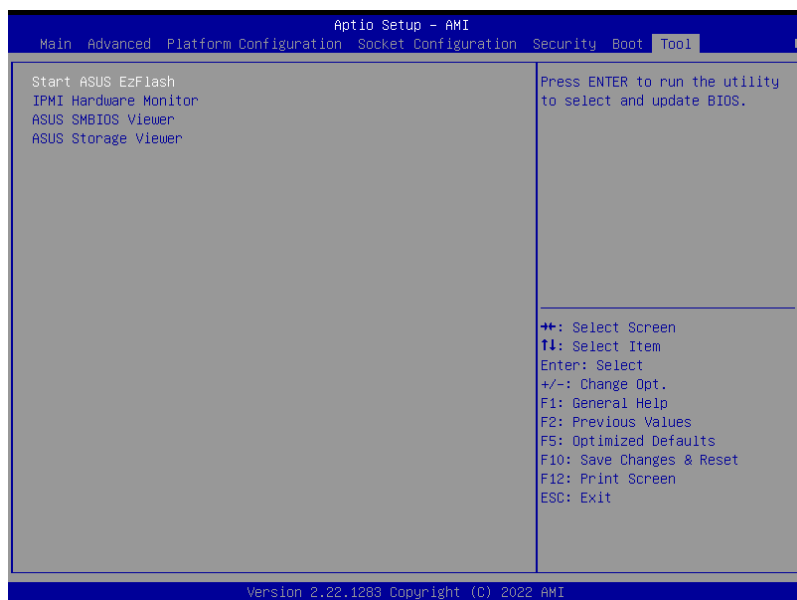 Aptio Setup – AMI
Main Advanced Platform Configuration Socket Configuration Security Boot Tool
Start ASUS EzFlash
IPMI Hardware Monitor
ASUS SMBIOS Viewer
ASUS Storage Viewer
Press ENTER to run the utility
to select and update BIOS.
→←: Select Screen
↑↓: Select Item
Enter: Select
+/-: Change Opt.
F1: General Help
F2: Previous Values
F5: Optimized Defaults
F10: Save Changes & Reset
F12: Print Screen
ESC: Exit
Version 2.22.1283 Copyright (C) 2022 AMI